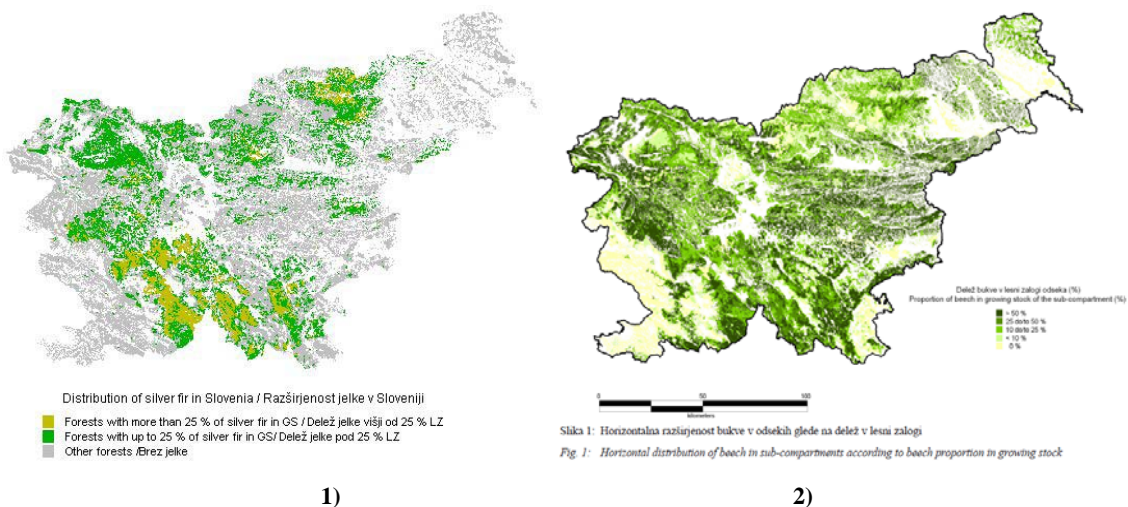 Distribution of silver fir in Slovenia / Razširjenost jelke v Sloveniji
Forests with more than 25 % of silver fir in GS / Delež jelke višji od 25 % LZ
Forests with up to 25 % of silver fir in GS/ Delež jelke pod 25 % LZ
Other forests /Brez jelke
1)
Delež bukve v lesni zalogi odseka (%)
Proportion of beech in growing stock of the sub-compartment (%)
> 50 %
25 do/to 50 %
10 do/to 25 %
< 10 %
0 %
0 50 100
kilometers
Slika 1: Horizontalna razširjenost bukve v odsekih glede na delež v lesni zalogi
Fig. 1: Horizontal distribution of beech in sub-compartments according to beech proportion in growing stock
2)